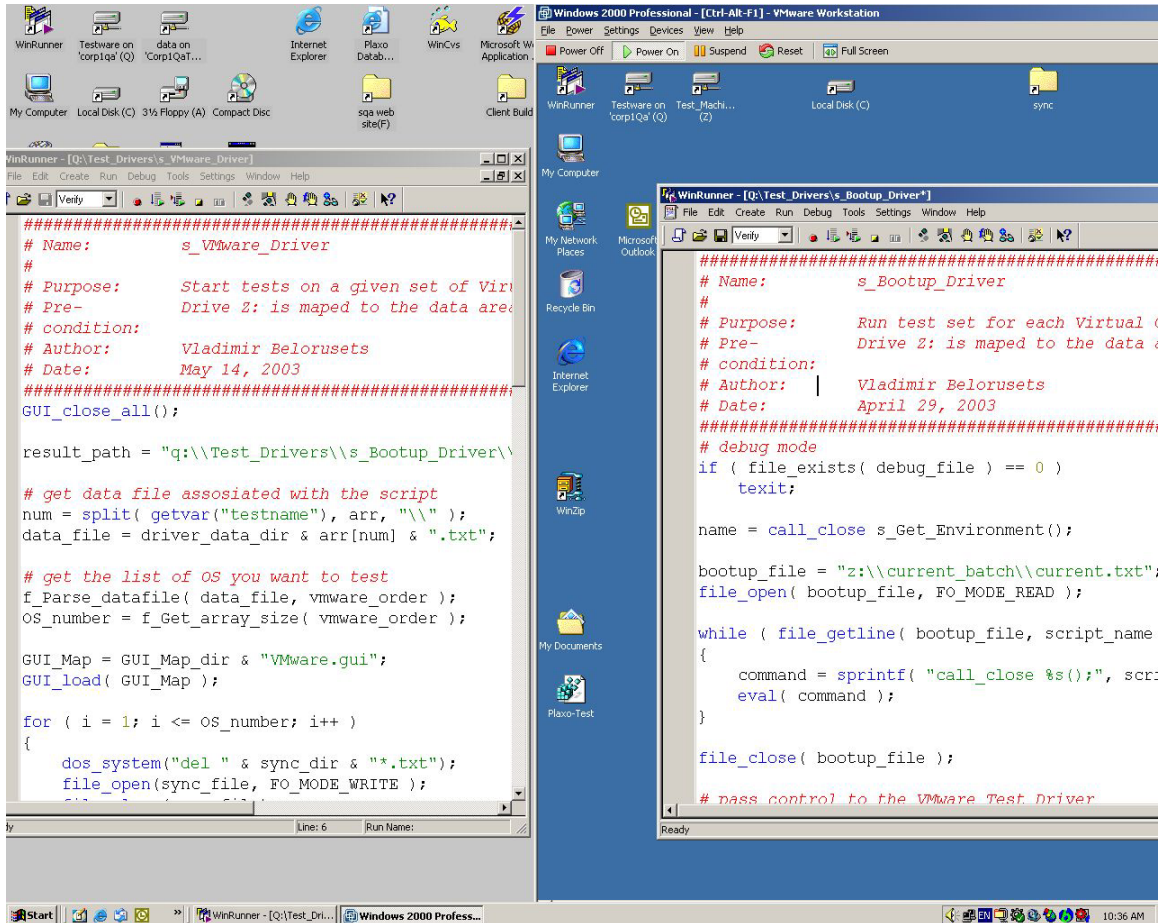 WinRunner
Testware on 'corp1qa' (Q)
data on 'Corp1QaT...
Internet Explorer
Plaxo Datab...
WinCvs
Microsoft W
Application
My Computer
Local Disk (C)
3½ Floppy (A)
Compact Disc
sqa web site(F)
Client Build
WinRunner - [Q:\Test_Drivers\s_VMware_Driver]
File Edit Create Run Debug Tools Settings Window Help
Verify
################################################
# Name: s_VMware_Driver
#
# Purpose: Start tests on a given set of Virt
# Pre- Drive Z: is maped to the data area
# condition:
# Author: Vladimir Belorusets
# Date: May 14, 2003
################################################
GUI_close_all();
result_path = "q:\\Test_Drivers\\s_Bootup_Driver\\
# get data file assosiated with the script
num = split( getvar("testname"), arr, "\\" );
data_file = driver_data_dir & arr[num] & ".txt";
# get the list of OS you want to test
f_Parse_datafile( data_file, vmware_order );
OS_number = f_Get_array_size( vmware_order );
GUI_Map = GUI_Map_dir & "VMware.gui";
GUI_load( GUI_Map );
for ( i = 1; i <= OS_number; i++ )
{
dos_system("del " & sync_dir & "*.txt");
file_open(sync_file, FO_MODE_WRITE );
Line: 6
Run Name:
Windows 2000 Professional - [Ctrl-Alt-F1] - VMware Workstation
File Power Settings Devices View Help
Power Off Power On Suspend Reset Full Screen
WinRunner
Testware on 'corp1Qa' (Q)
Test_Machi... (Z)
Local Disk (C)
sync
My Computer
My Network Places
Microsoft Outlook
Recycle Bin
Internet Explorer
WinZip
My Documents
Plaxo-Test
WinRunner - [Q:\Test_Drivers\s_Bootup_Driver*]
File Edit Create Run Debug Tools Settings Window Help
Verify
################################################
# Name: s_Bootup_Driver
#
# Purpose: Run test set for each Virtual
# Pre- Drive Z: is maped to the data
# condition:
# Author: Vladimir Belorusets
# Date: April 29, 2003
################################################
# debug mode
if ( file_exists( debug_file ) == 0 )
texit;
name = call_close s_Get_Environment();
bootup_file = "z:\\current_batch\\current.txt";
file_open( bootup_file, FO_MODE_READ );
while ( file_getline( bootup_file, script_name
{
command = sprintf( "call_close %s();", scri
eval( command );
}
file_close( bootup_file );
# pass control to the VMware Test Driver
Ready
Start
WinRunner - [Q:\Test_Dri...
Windows 2000 Profess...
10:36 AM